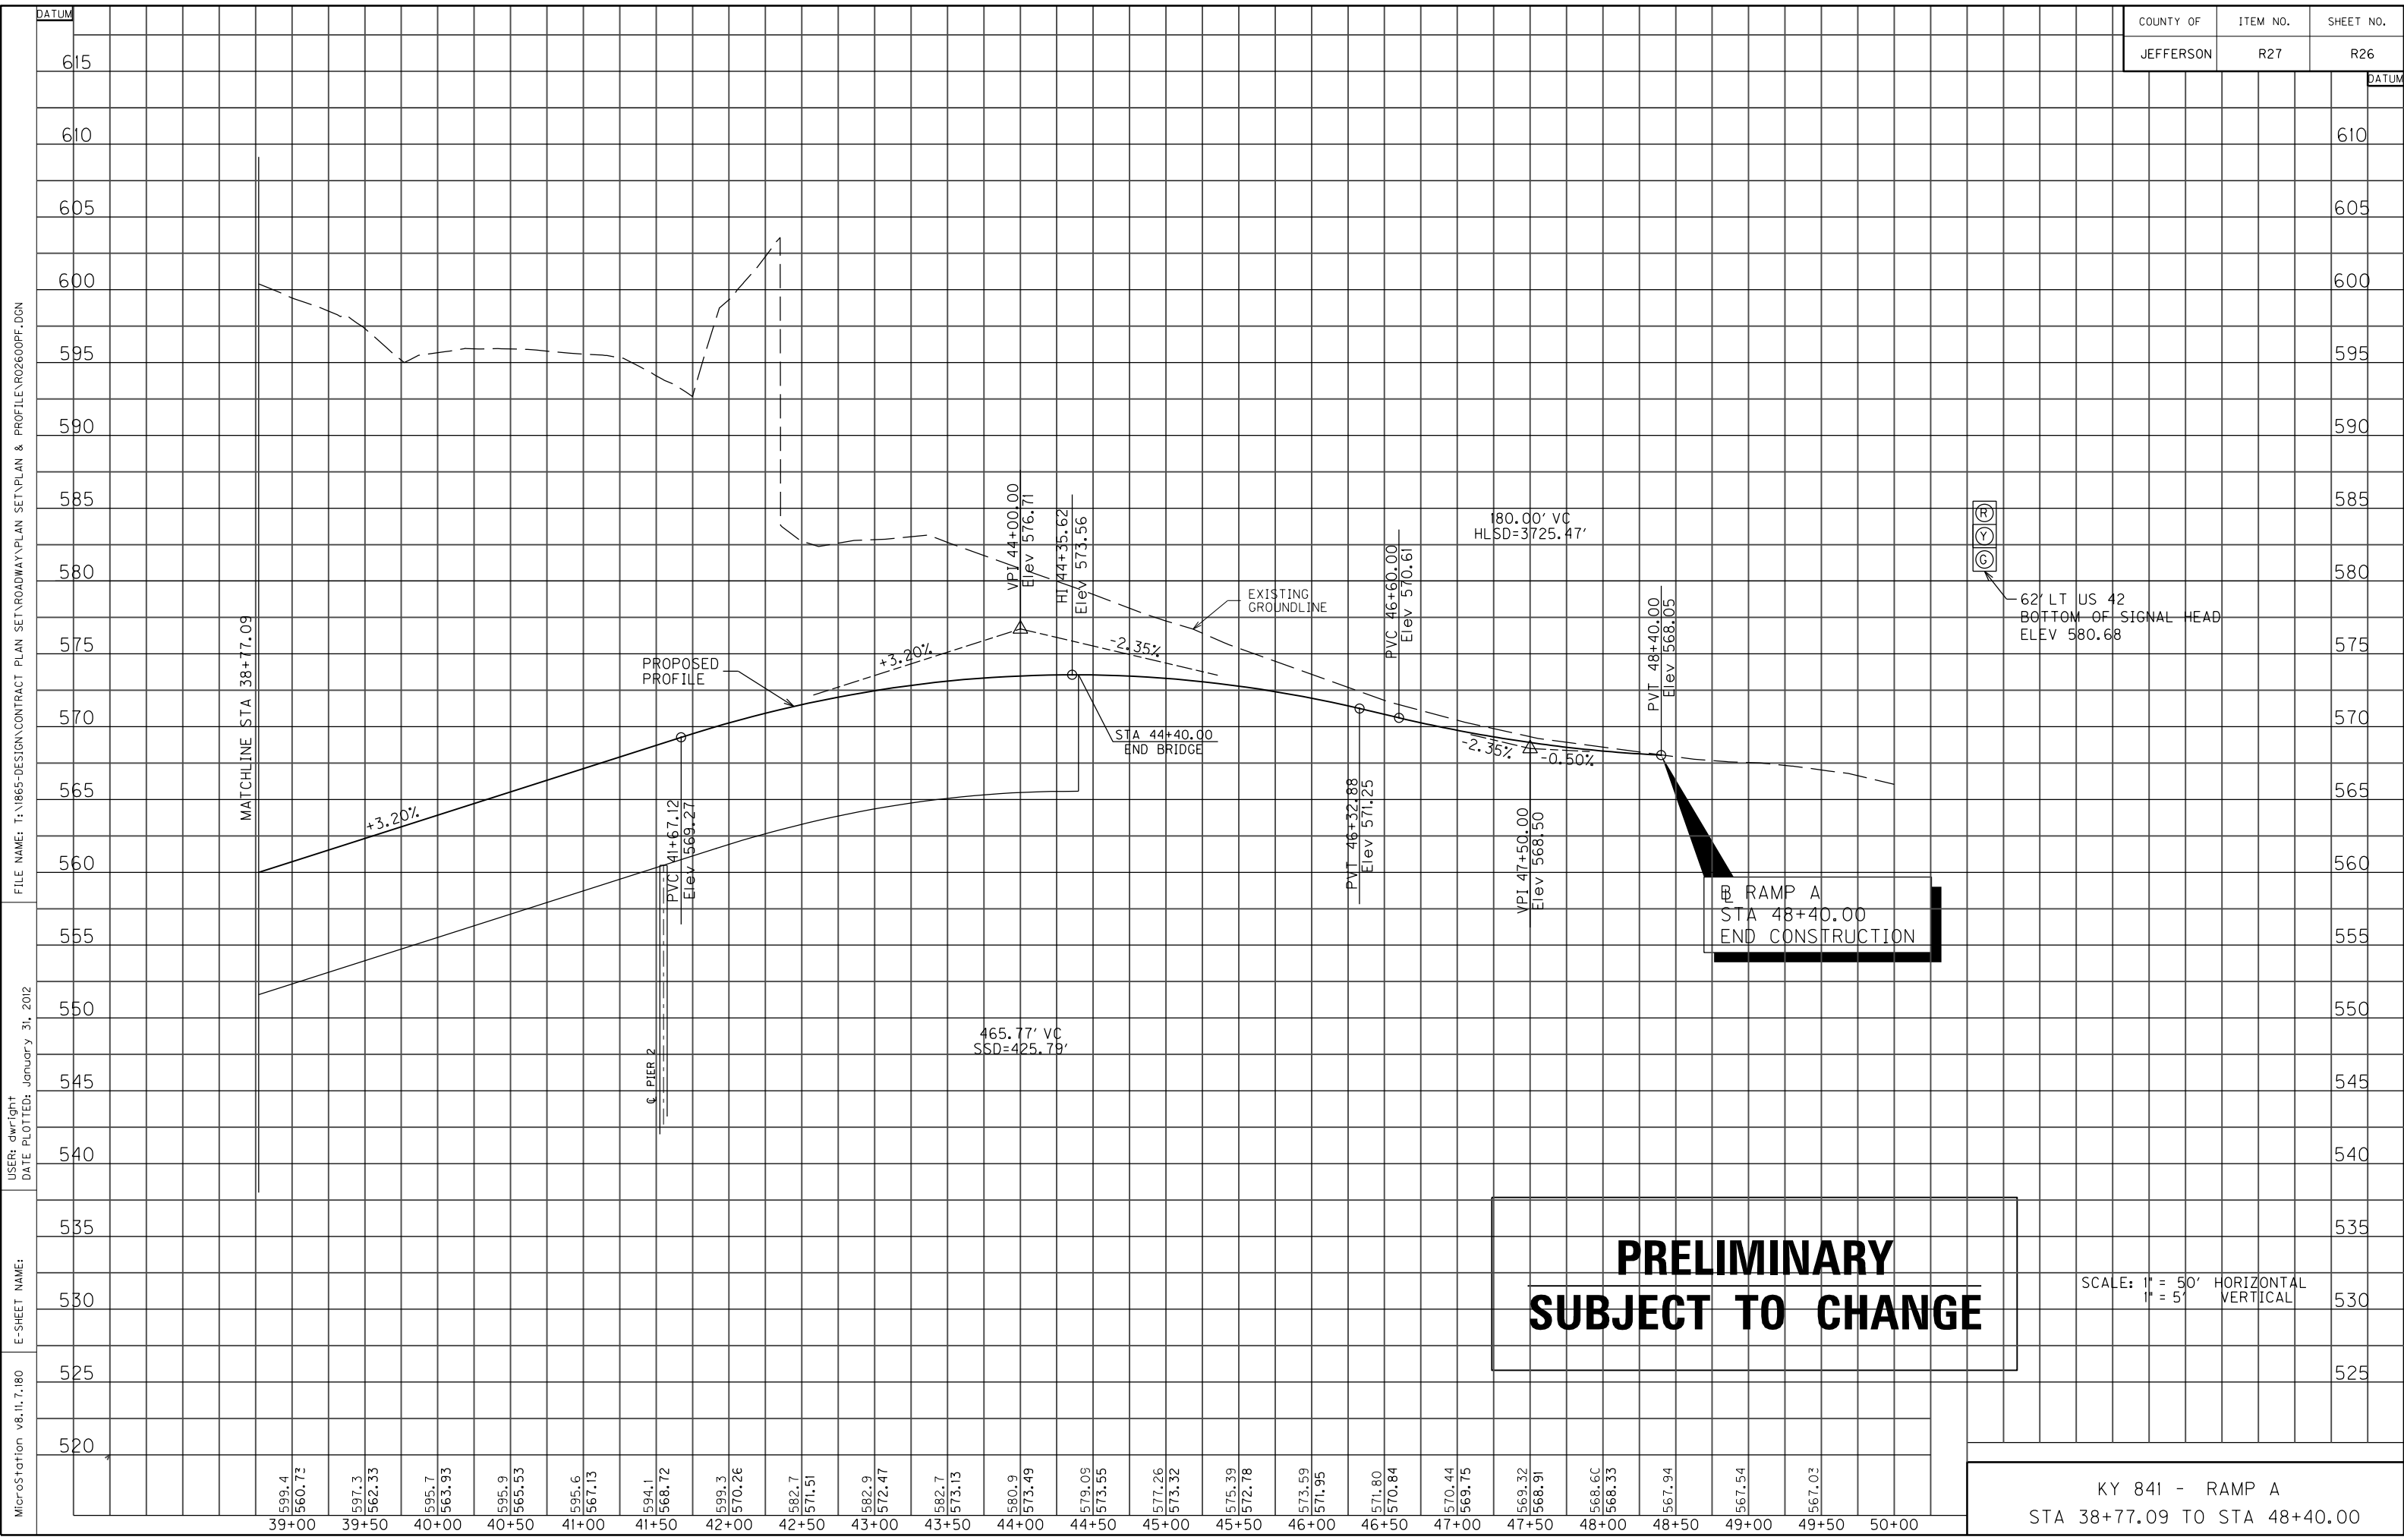 DATUM
COUNTY OF ITEM NO. SHEET NO.
JEFFERSON R27 R26
DATUM
615
610 610
605 605
600 600
595 595
590 590
585 585
580 580
575 575
570 570
565 565
560 560
555 555
550 550
545 545
540 540
535 535
530 530
525 525
520
FILE NAME: T:\1865-DESIGN\CONTRACT PLAN SET\ROADWAY\PLAN SET\PLAN & PROFILE\R02600PF.DGN
USER: dwright
DATE PLOTTED: January 31, 2012
E-SHEET NAME:
MicroStation v8.11.7.180
MATCHLINE STA 38+77.09
+3.20%
PROPOSED
PROFILE
℄ PIER 2
PVC 41+67.12
Elev 569.27
+3.20%
VPI 44+00.00
Elev 576.71
HI 44+35.62
Elev 573.56
-2.35%
STA 44+40.00
END BRIDGE
465.77' VC
SSD=425.79'
EXISTING
GROUNDLINE
PVT 46+32.88
Elev 571.25
PVC 46+60.00
Elev 570.61
180.00' VC
HLSD=3725.47'
-2.35%
-0.50%
VPI 47+50.00
Elev 568.50
PVT 48+40.00
Elev 568.05
BL RAMP A
STA 48+40.00
END CONSTRUCTION
R
Y
G
62' LT US 42
BOTTOM OF SIGNAL HEAD
ELEV 580.68
PRELIMINARY
SUBJECT TO CHANGE
SCALE: 1" = 50' HORIZONTAL
1" = 5' VERTICAL
599.4
560.73
597.3
562.33
595.7
563.93
595.9
565.53
595.6
567.13
594.1
568.72
599.3
570.26
582.7
571.51
582.9
572.47
582.7
573.13
580.9
573.49
579.09
573.55
577.26
573.32
575.39
572.78
573.59
571.95
571.80
570.84
570.44
569.75
569.32
568.91
568.60
568.33
567.94
567.54
567.03
39+00 39+50 40+00 40+50 41+00 41+50 42+00 42+50 43+00 43+50 44+00 44+50 45+00 45+50 46+00 46+50 47+00 47+50 48+00 48+50 49+00 49+50 50+00
KY 841 - RAMP A
STA 38+77.09 TO STA 48+40.00